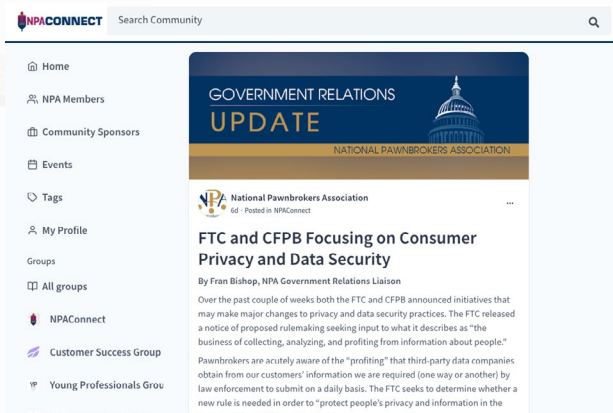 NPACONNECT
Search Community
Home
NPA Members
Community Sponsors
Events
Tags
My Profile
Groups
All groups
NPAConnect
Customer Success Group
YP Young Professionals Grou
GOVERNMENT RELATIONS
UPDATE
NATIONAL PAWNBROKERS ASSOCIATION
NPA
National Pawnbrokers Association
6d · Posted in NPAConnect
...
FTC and CFPB Focusing on Consumer
Privacy and Data Security
By Fran Bishop, NPA Government Relations Liaison
Over the past couple of weeks both the FTC and CFPB announced initiatives that
may make major changes to privacy and data security practices. The FTC released
a notice of proposed rulemaking seeking input to what it describes as “the
business of collecting, analyzing, and profiting from information about people.”
Pawnbrokers are acutely aware of the “profiting” that third-party data companies
obtain from our customers’ information we are required (one way or another) by
law enforcement to submit on a daily basis. The FTC seeks to determine whether a
new rule is needed in order to “protect people’s privacy and information in the